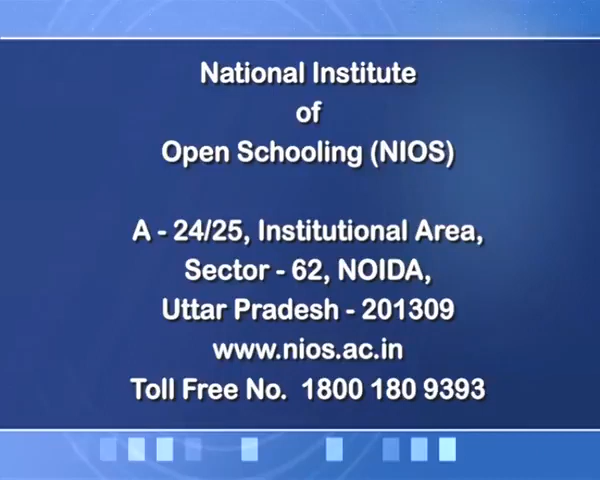 National Institute
of
Open Schooling (NIOS)
A - 24/25, Institutional Area,
Sector - 62, NOIDA,
Uttar Pradesh - 201309
www.nios.ac.in
Toll Free No. 1800 180 9393